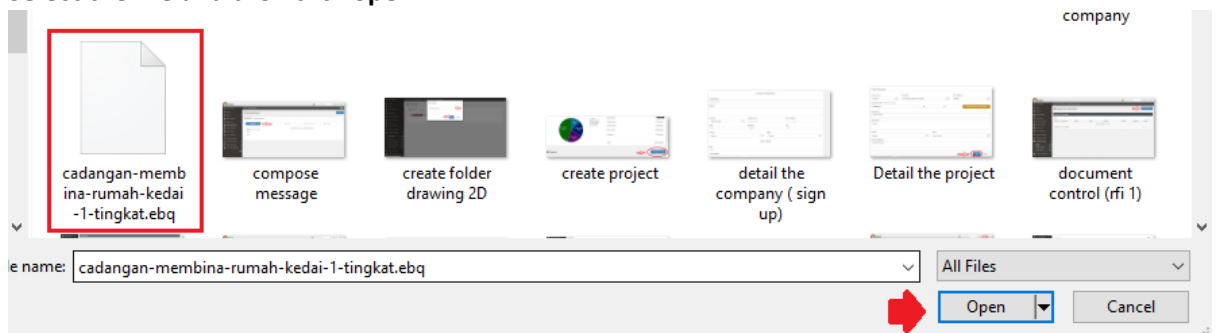 company
cadangan-memb
ina-rumah-kedai
-1-tingkat.ebq
compose
message
create folder
drawing 2D
create project
detail the
company ( sign
up)
Detail the project
document
control (rfi 1)
le name:
cadangan-membina-rumah-kedai-1-tingkat.ebq
All Files
Open
Cancel